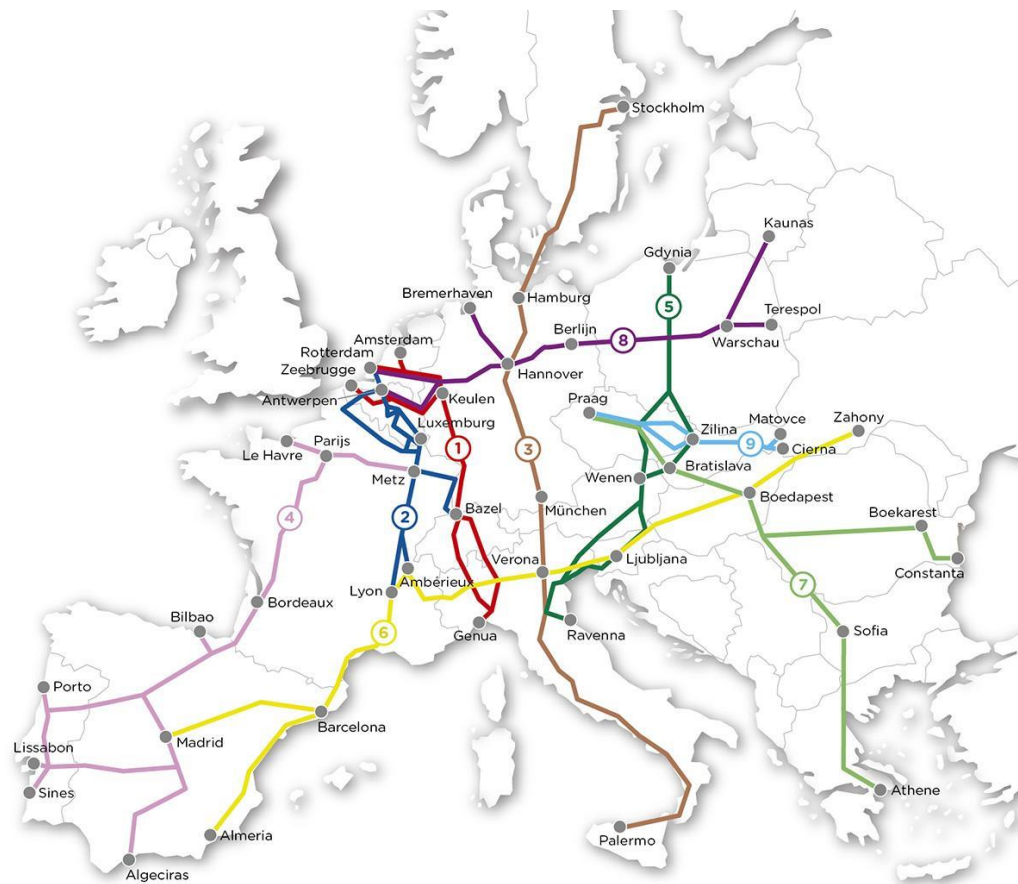 Stockholm
Kaunas
Gdynia
Bremerhaven
Hamburg
5
Terespol
Amsterdam
Berlijn
8
Warschau
Rotterdam
Zeebrugge
Hannover
Antwerpen
Keulen
Praag
Matovce
Zahony
Luxemburg
Zilina
Parijs
1
3
9
Cierna
Le Havre
Bratislava
Metz
Wenen
Boedapest
4
2
Bazel
München
Boekarest
Verona
Ljubljana
Constanta
Ambérieux
7
Lyon
Bordeaux
Bilbao
6
Genua
Ravenna
Sofia
Porto
Barcelona
Madrid
Lissabon
Sines
Athene
Almeria
Palermo
Algeciras